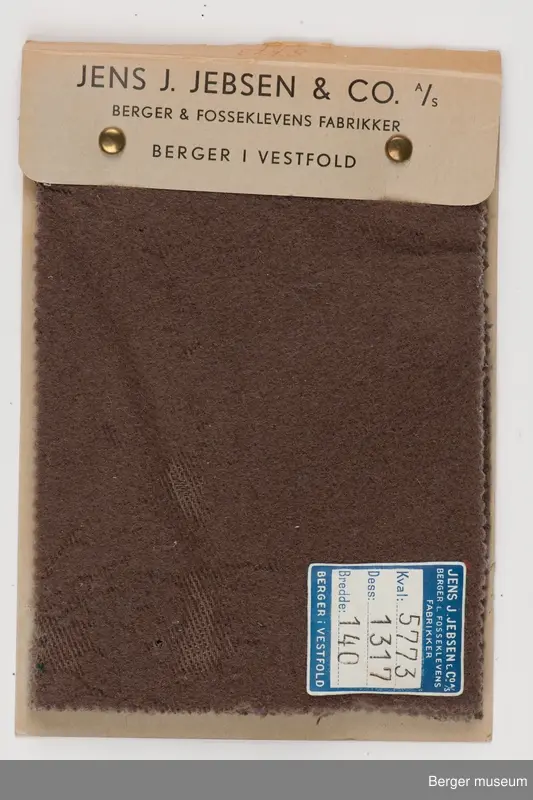 JENS J. JEBSEN & CO. A/S
BERGER & FOSSEKLEVENS FABRIKKER
BERGER I VESTFOLD
JENS J. JEBSEN & CO. A/S
BERGER & FOSSEKLEVENS
FABRIKKER
Kval: 5773
Dess: 1317
Bredde: 140
BERGER i VESTFOLD
Berger museum